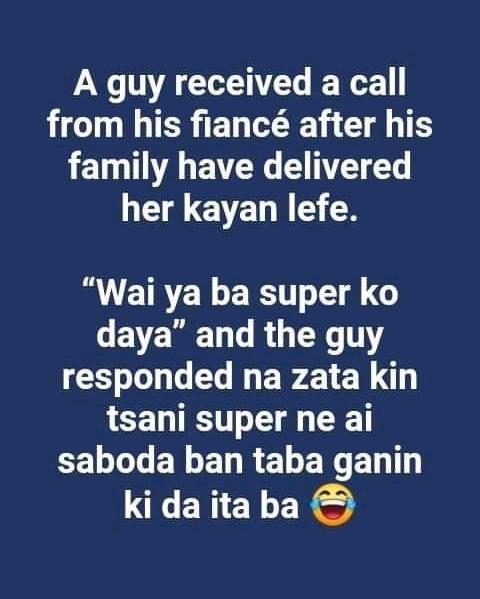 A guy received a call
from his fiancé after his
family have delivered
her kayan lefe.
“Wai ya ba super ko
daya” and the guy
responded na zata kin
tsani super ne ai
saboda ban taba ganin
ki da ita ba 😂